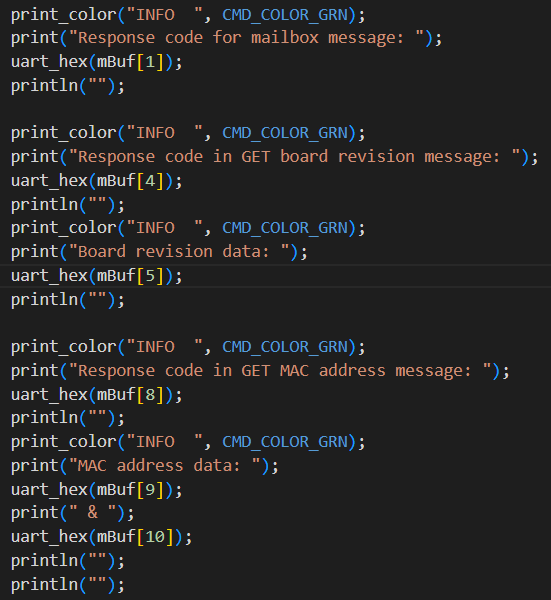 print_color("INFO  ", CMD_COLOR_GRN);
print("Response code for mailbox message: ");
uart_hex(mBuf[1]);
println("");

print_color("INFO  ", CMD_COLOR_GRN);
print("Response code in GET board revision message: ");
uart_hex(mBuf[4]);
println("");
print_color("INFO  ", CMD_COLOR_GRN);
print("Board revision data: ");
uart_hex(mBuf[5]);
println("");

print_color("INFO  ", CMD_COLOR_GRN);
print("Response code in GET MAC address message: ");
uart_hex(mBuf[8]);
println("");
print_color("INFO  ", CMD_COLOR_GRN);
print("MAC address data: ");
uart_hex(mBuf[9]);
print(" & ");
uart_hex(mBuf[10]);
println("");
println("");